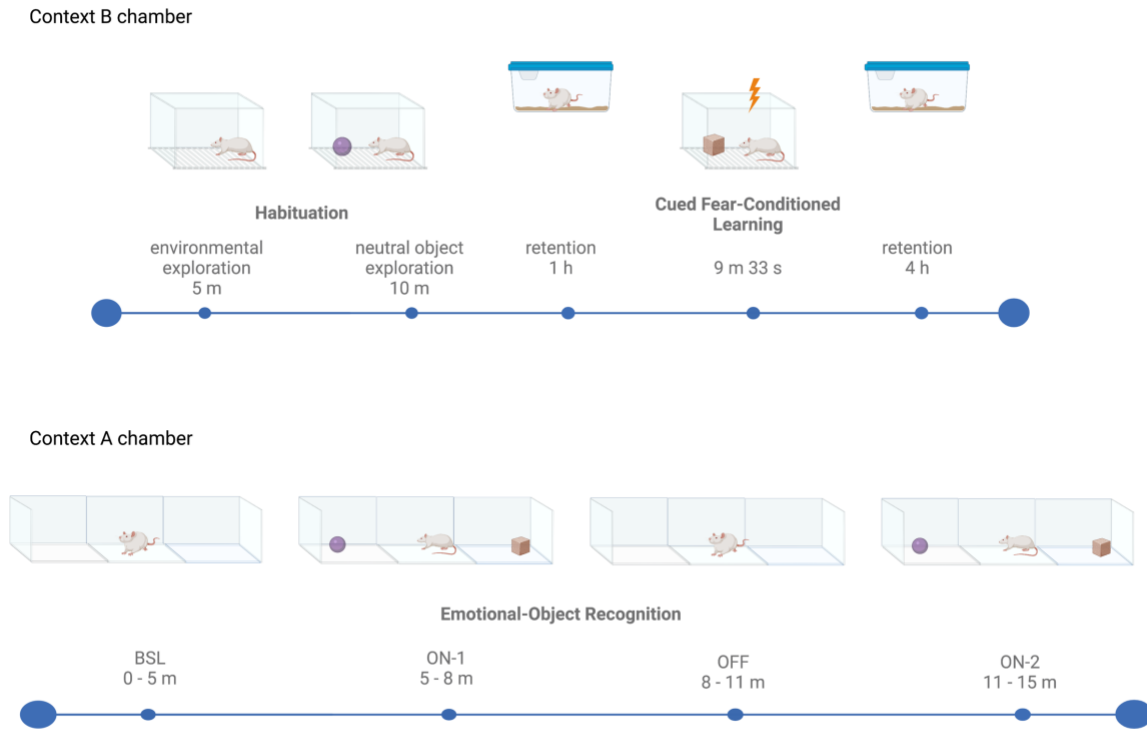 Context B chamber
Habituation
Cued Fear-Conditioned
Learning
environmental
exploration
5 m
neutral object
exploration
10 m
retention
1 h
9 m 33 s
retention
4 h
Context A chamber
Emotional-Object Recognition
BSL
0 - 5 m
ON-1
5 - 8 m
OFF
8 - 11 m
ON-2
11 - 15 m